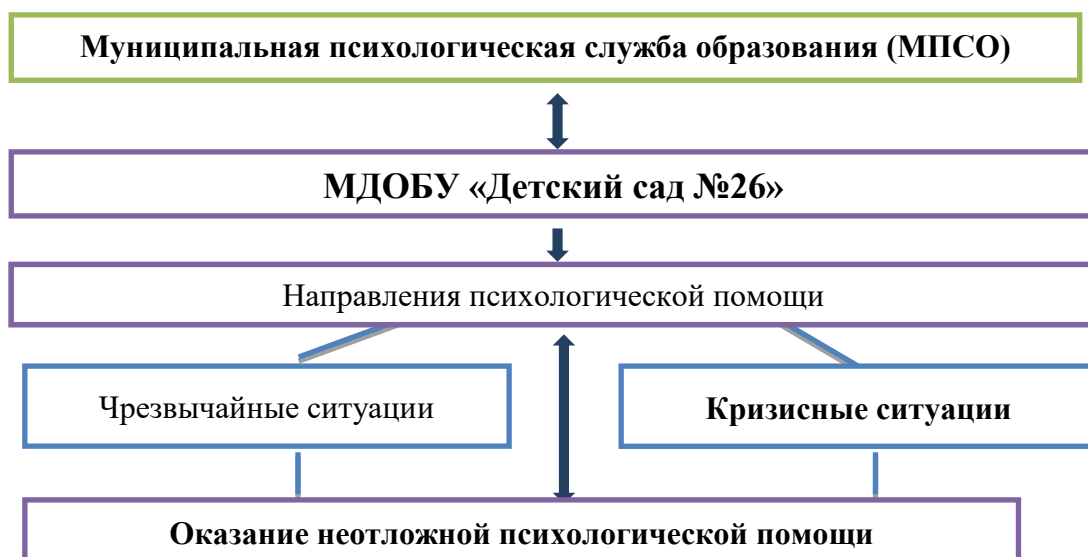 Муниципальная психологическая служба образования (МПСО)
МДОБУ «Детский сад №26»
Направления психологической помощи
Чрезвычайные ситуации
Кризисные ситуации
Оказание неотложной психологической помощи